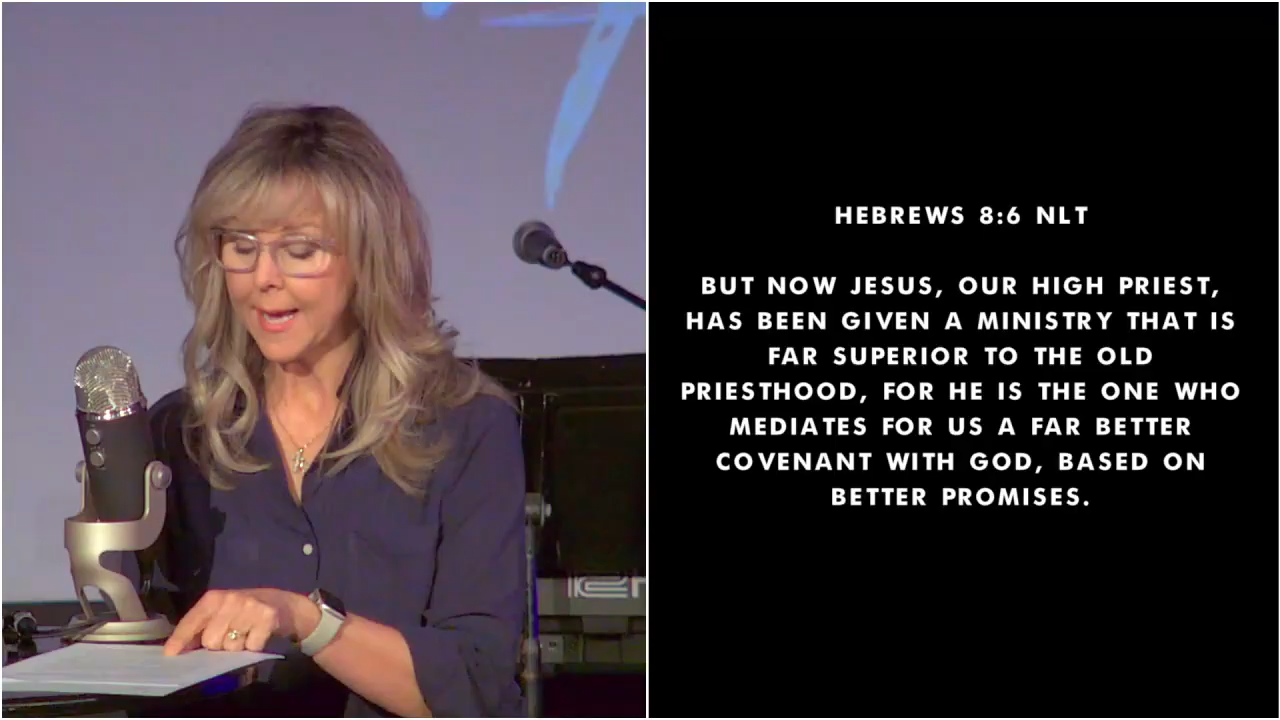 HEBREWS 8:6 NLT
BUT NOW JESUS, OUR HIGH PRIEST,
HAS BEEN GIVEN A MINISTRY THAT IS
FAR SUPERIOR TO THE OLD
PRIESTHOOD, FOR HE IS THE ONE WHO
MEDIATES FOR US A FAR BETTER
COVENANT WITH GOD, BASED ON
BETTER PROMISES.